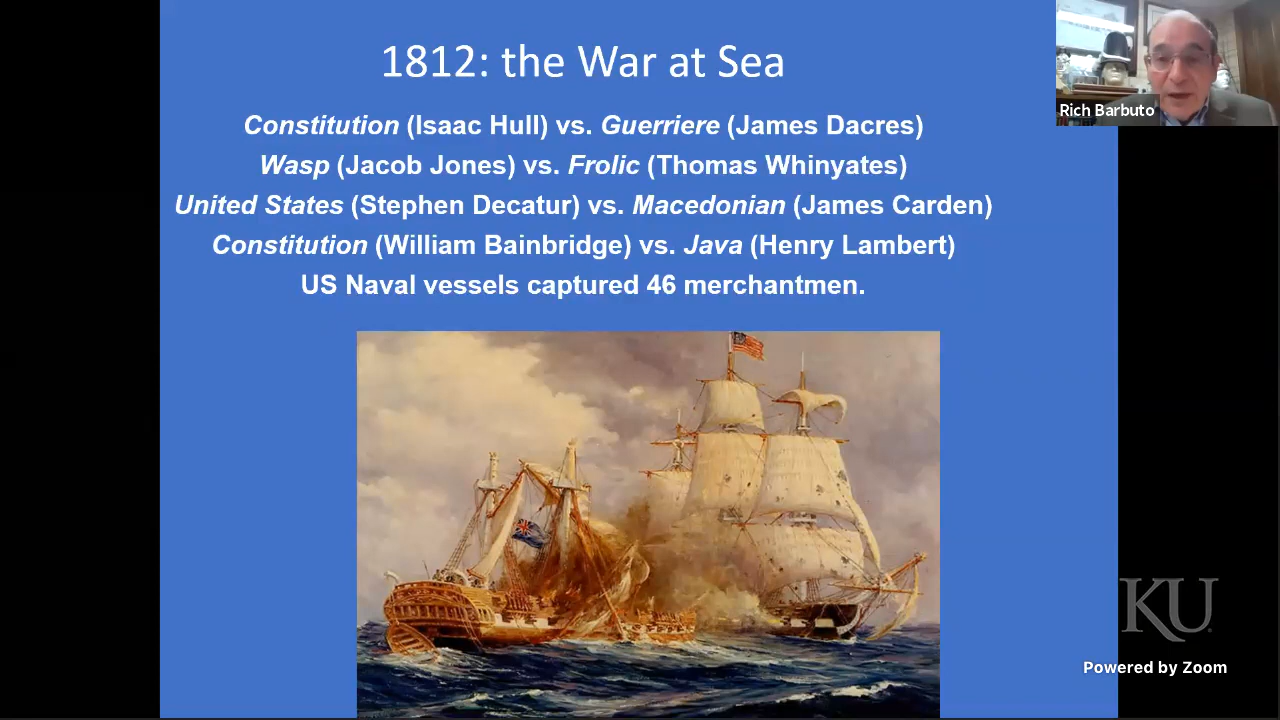 1812: the War at Sea
Constitution (Isaac Hull) vs. Guerriere (James Dacres)
Wasp (Jacob Jones) vs. Frolic (Thomas Whinyates)
United States (Stephen Decatur) vs. Macedonian (James Carden)
Constitution (William Bainbridge) vs. Java (Henry Lambert)
US Naval vessels captured 46 merchantmen.
Rich Barbuto
KU
Powered by Zoom